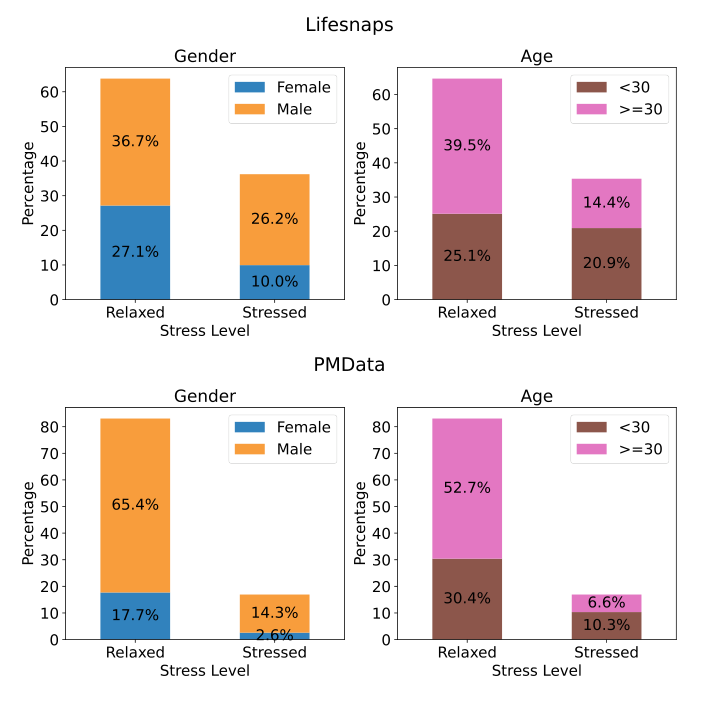 Lifesnaps
Gender
Age
Percentage
60
50
40
30
20
10
0
Female
Male
36.7%
27.1%
26.2%
10.0%
Relaxed
Stressed
Stress Level
Percentage
60
50
40
30
20
10
0
<30
>=30
39.5%
25.1%
14.4%
20.9%
Relaxed
Stressed
Stress Level
PMData
Gender
Age
Percentage
80
70
60
50
40
30
20
10
0
Female
Male
65.4%
17.7%
14.3%
2.6%
Relaxed
Stressed
Stress Level
Percentage
80
70
60
50
40
30
20
10
0
<30
>=30
52.7%
30.4%
6.6%
10.3%
Relaxed
Stressed
Stress Level